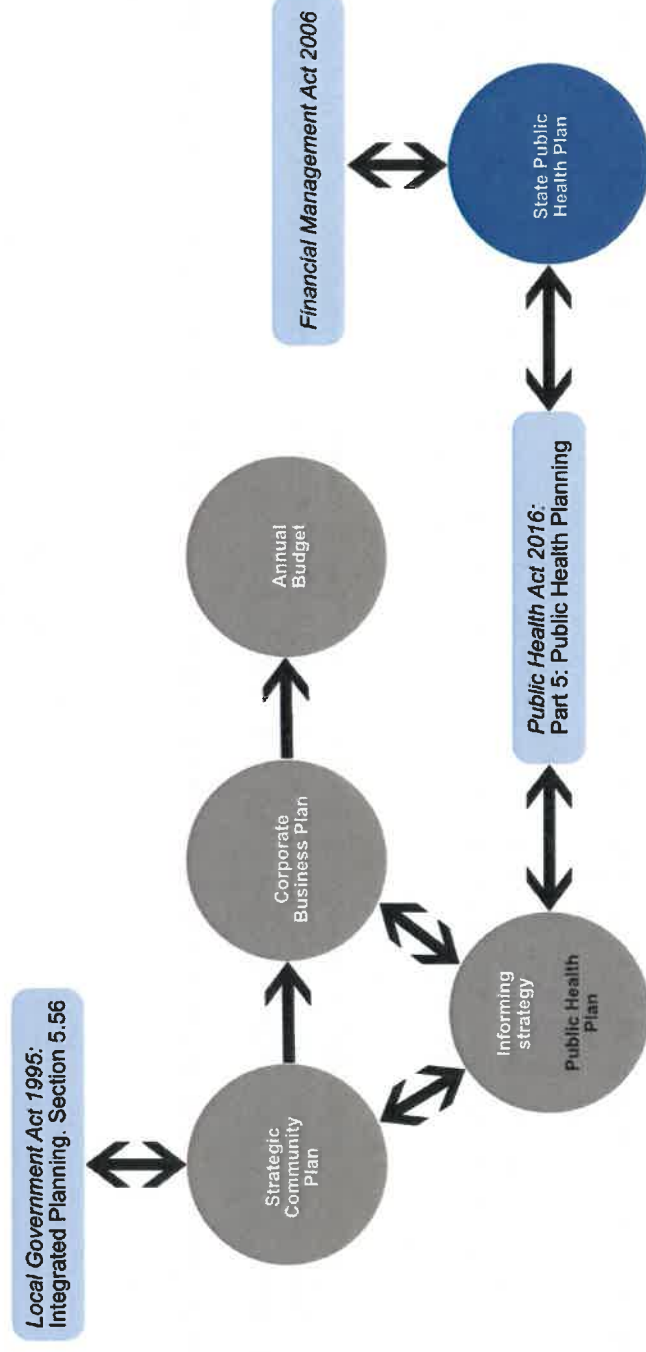 Local Government Act 1995:
Integrated Planning. Section 5.56
Financial Management Act 2006
Strategic
Community
Plan
Corporate
Business Plan
Annual
Budget
Informing
strategy
Public Health
Plan
Public Health Act 2016:
Part 5: Public Health Planning
State Public
Health Plan